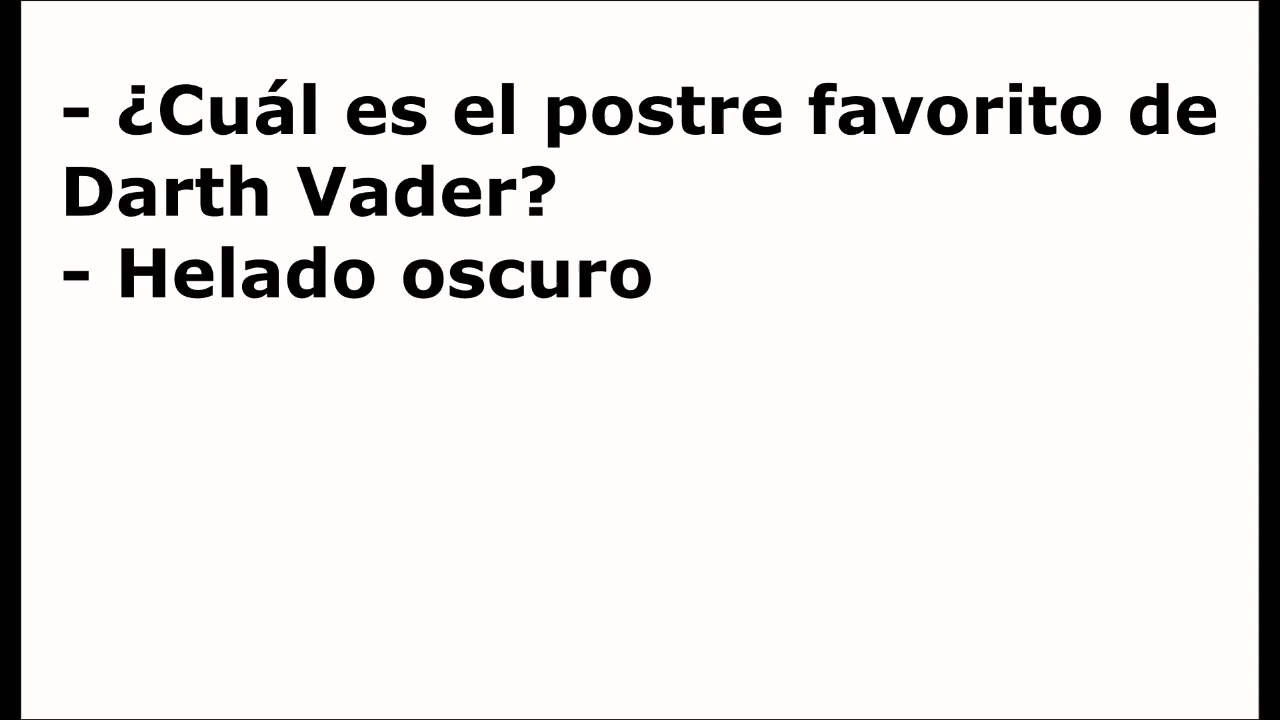 - ¿Cuál es el postre favorito de
Darth Vader?
- Helado oscuro